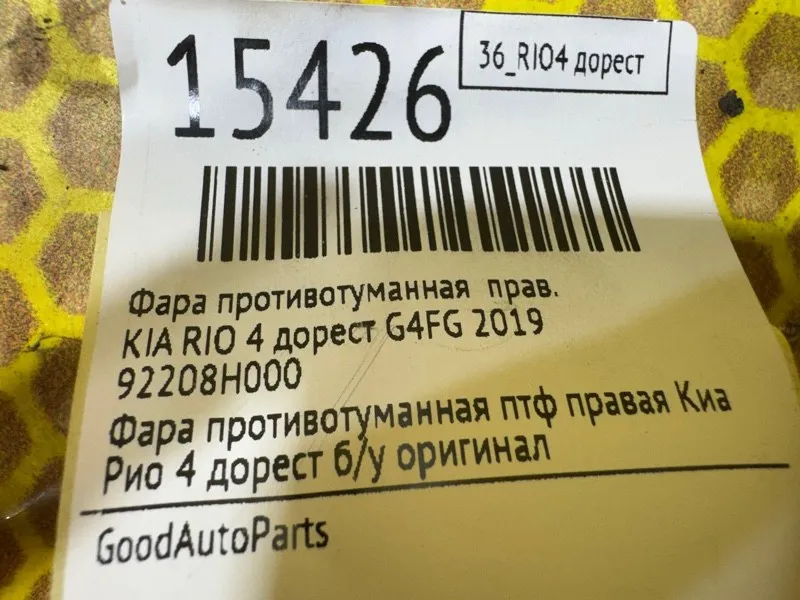 15426
36_RIO4 дорест
Фара противотуманная прав.
KIA RIO 4 дорест G4FG 2019
92208H000
Фара противотуманная птф правая Киа
Рио 4 дорест б/у оригинал
GoodAutoParts